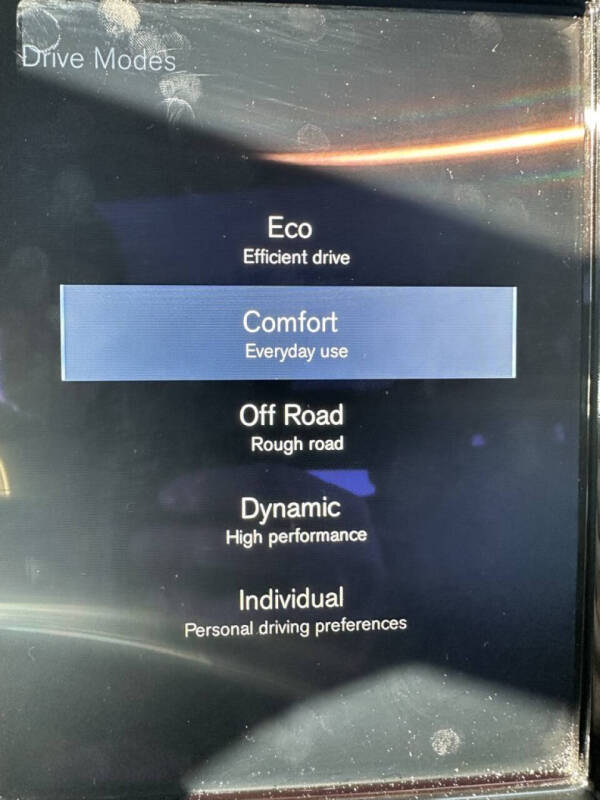 Drive Modes
Eco
Efficient drive
Comfort
Everyday use
Off Road
Rough road
Dynamic
High performance
Individual
Personal driving preferences